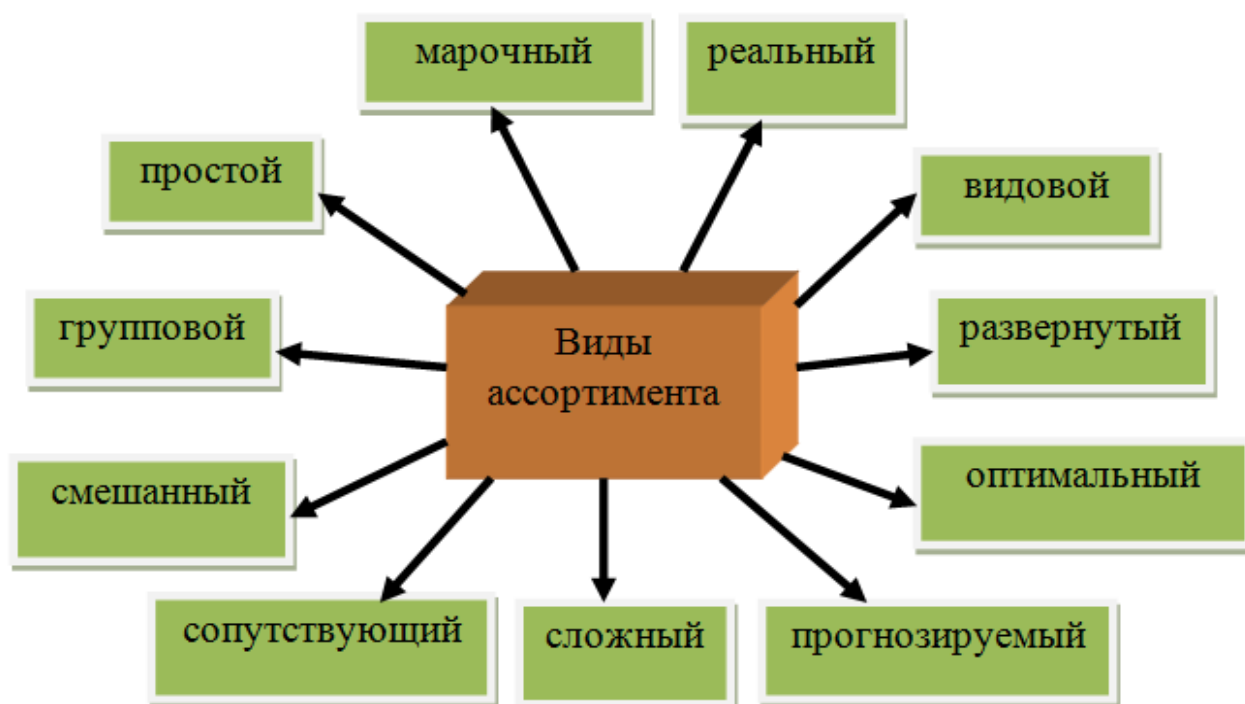 марочный
реальный
простой
видовой
групповой
Виды
ассортимента
развернутый
смешанный
оптимальный
сопутствующий
сложный
прогнозируемый